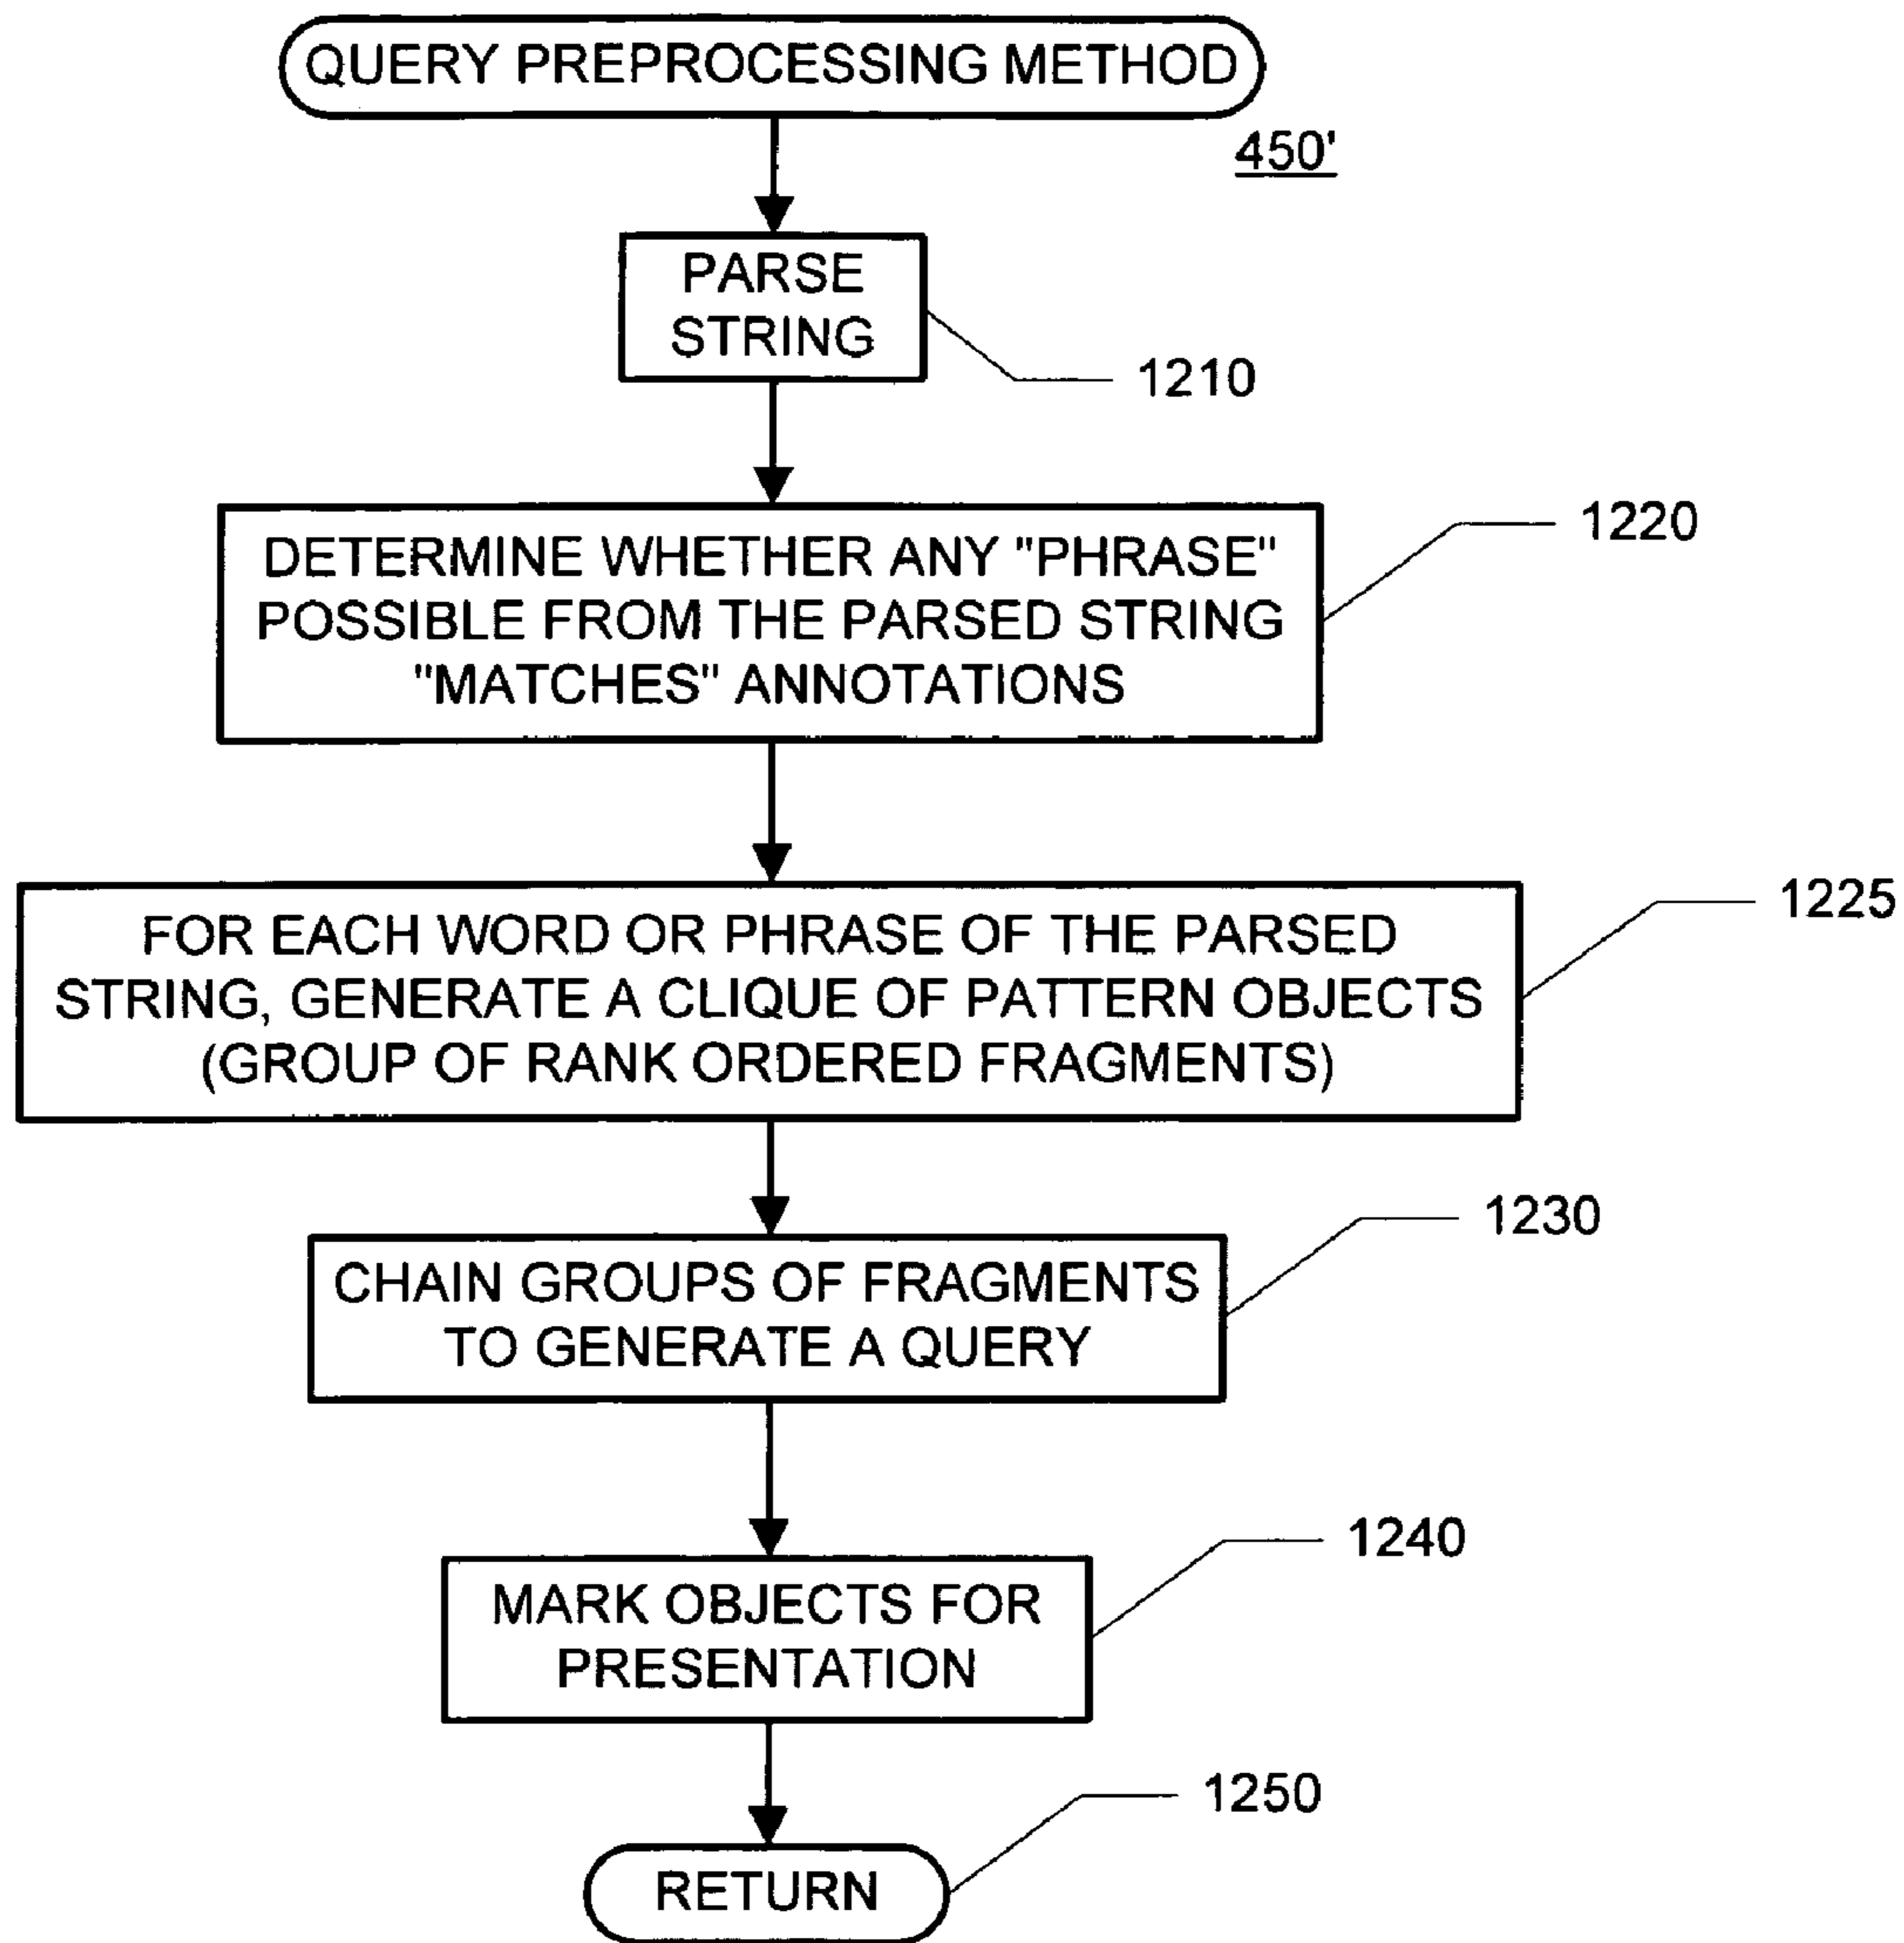 QUERY PREPROCESSING METHOD
450'
PARSE
STRING
1210
1220
DETERMINE WHETHER ANY "PHRASE"
POSSIBLE FROM THE PARSED STRING
"MATCHES" ANNOTATIONS
1225
FOR EACH WORD OR PHRASE OF THE PARSED
STRING, GENERATE A CLIQUE OF PATTERN OBJECTS
(GROUP OF RANK ORDERED FRAGMENTS)
1230
CHAIN GROUPS OF FRAGMENTS
TO GENERATE A QUERY
1240
MARK OBJECTS FOR
PRESENTATION
1250
RETURN